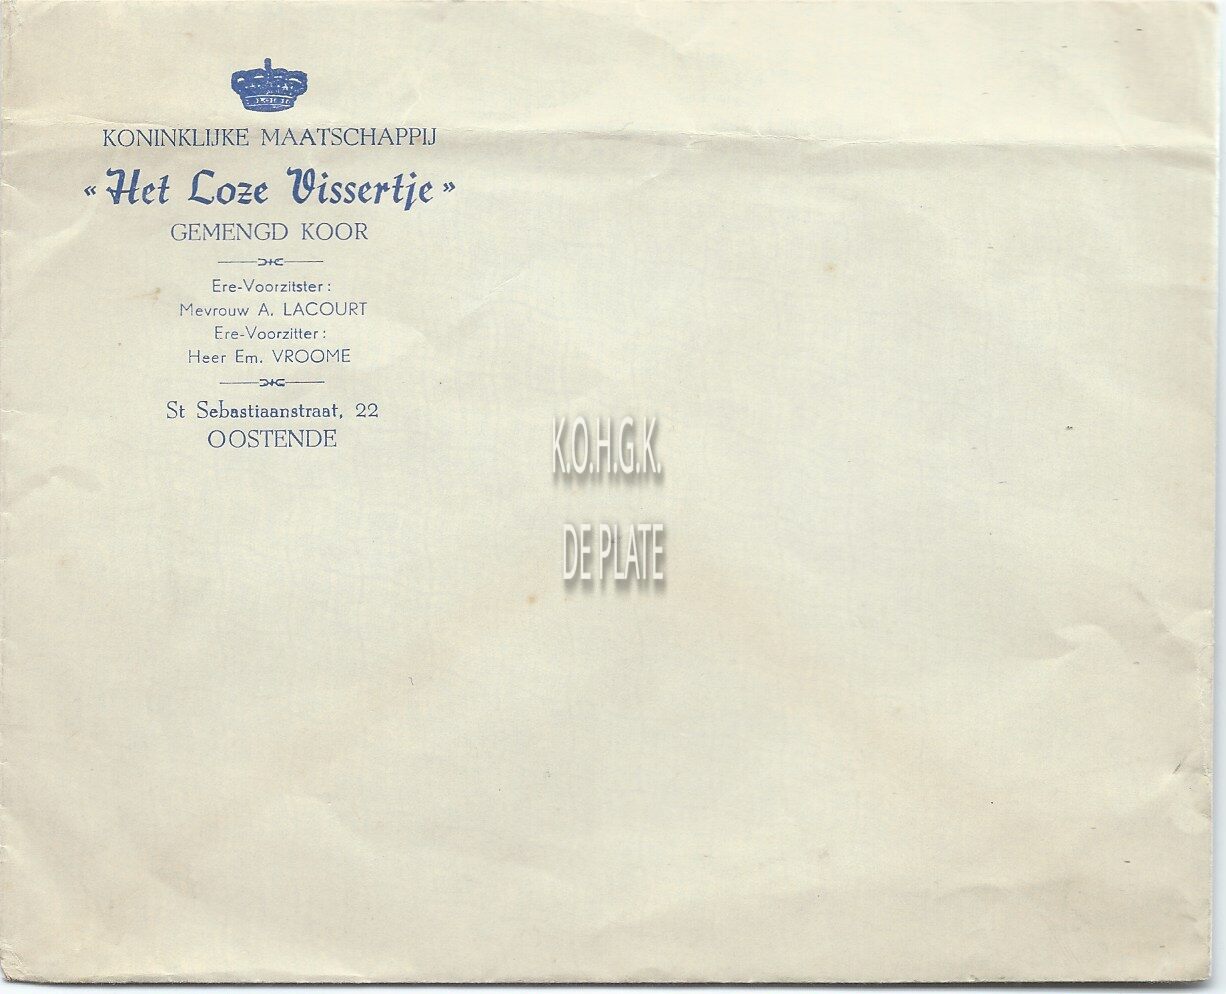 KONINKLIJKE MAATSCHAPPIJ
« Het Loze Vissertje »
GEMENGD KOOR
Ere-Voorzitster :
Mevrouw A. LACOURT
Ere-Voorzitter :
Heer Em. VROOME
St Sebastiaanstraat, 22
OOSTENDE
K.O.H.G.K.
DE PLATE